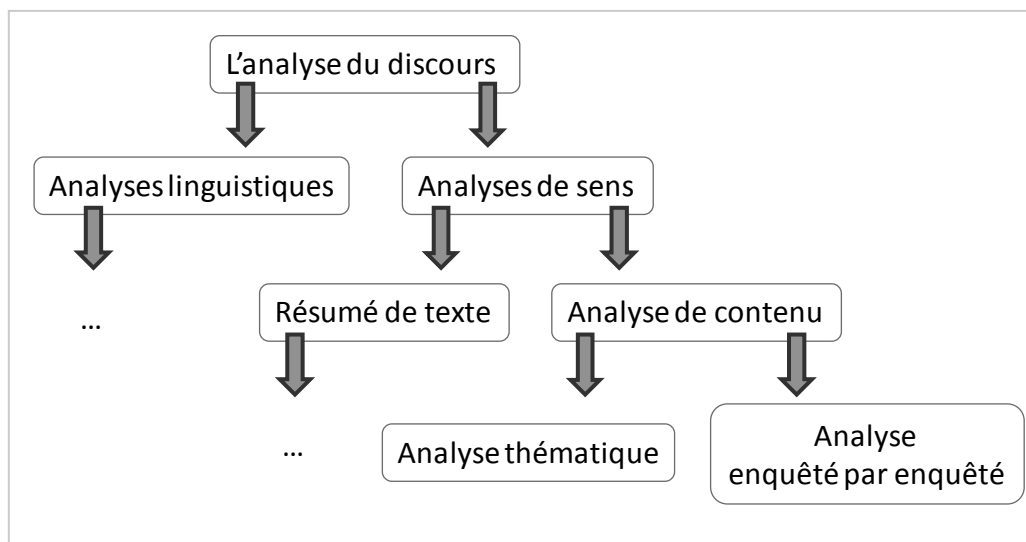 L’analyse du discours
Analyses linguistiques
Analyses de sens
...
Résumé de texte
Analyse de contenu
...
Analyse thématique
Analyse
enquêté par enquêté